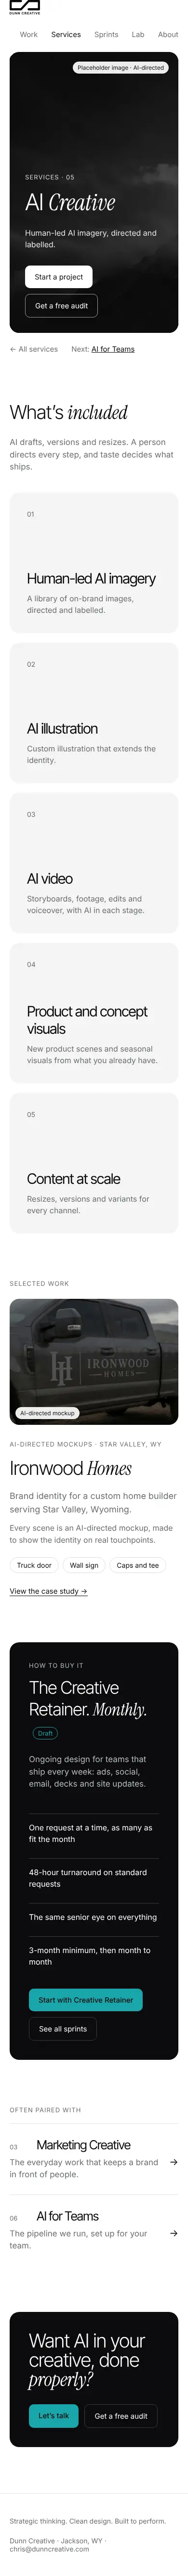 DUNN CREATIVE
Work Services Sprints Lab About
Placeholder image · AI-directed
SERVICES · 05
AI Creative
Human-led AI imagery, directed and
labelled.
Start a project
Get a free audit
← All services Next: AI for Teams
What's included
AI drafts, versions and resizes. A person
directs every step, and taste decides what
ships.
01
Human-led AI imagery
A library of on-brand images,
directed and labelled.
02
AI illustration
Custom illustration that extends the
identity.
03
AI video
Storyboards, footage, edits and
voiceover, with AI in each stage.
04
Product and concept
visuals
New product scenes and seasonal
visuals from what you already have.
05
Content at scale
Resizes, versions and variants for
every channel.
SELECTED WORK
IRONWOOD
HOMES
AI-directed mockup
AI-DIRECTED MOCKUPS · STAR VALLEY, WY
Ironwood Homes
Brand identity for a custom home builder
serving Star Valley, Wyoming.
Every scene is an AI-directed mockup, made
to show the identity on real touchpoints.
Truck door Wall sign Caps and tee
View the case study →
HOW TO BUY IT
The Creative
Retainer. Monthly.
Draft
Ongoing design for teams that
ship every week: ads, social,
email, decks and site updates.
One request at a time, as many as
fit the month
48-hour turnaround on standard
requests
The same senior eye on everything
3-month minimum, then month to
month
Start with Creative Retainer
See all sprints
OFTEN PAIRED WITH
03 Marketing Creative
The everyday work that keeps a brand
in front of people.
→
06 AI for Teams
The pipeline we run, set up for your
team.
→
Want AI in your
creative, done
properly?
Let's talk Get a free audit
Strategic thinking. Clean design. Built to perform.
Dunn Creative · Jackson, WY ·
chris@dunncreative.com